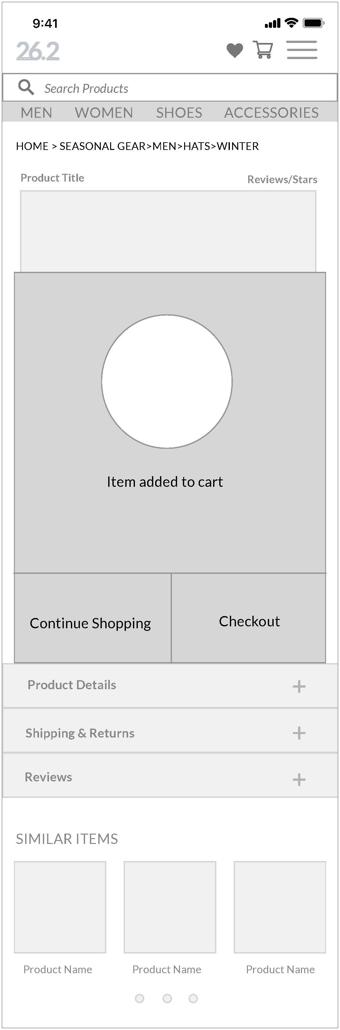 9:41
26.2
Search Products
MEN WOMEN SHOES ACCESSORIES
HOME > SEASONAL GEAR>MEN>HATS>WINTER
Product Title Reviews/Stars
Item added to cart
Continue Shopping Checkout
Product Details +
Shipping & Returns +
Reviews +
SIMILAR ITEMS
Product Name Product Name Product Name